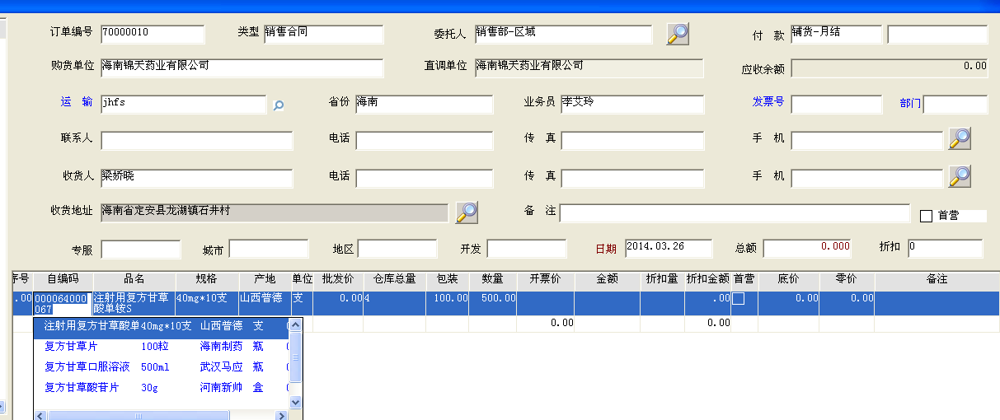 订单编号 70000010 类型 销售合同 委托人 销售部-区域 付 款 铺货-月结
购货单位 海南锦天药业有限公司 直调单位 海南锦天药业有限公司 应收余额 0.00
运 输 jhfs 省份 海南 业务员 李艾玲 发票号 部门
联系人 电话 传 真 手 机
收货人 梁娇晓 电话 传 真 手 机
收货地址 海南省定安县龙湖镇石井村 备 注 首营
专服 城市 地区 开发 日期 2014.03.26 总额 0.000 折扣 0
序号 自编码 品名 规格 产地 单位 批发价 仓库总量 包装 数量 开票价 金额 折扣量 折扣金额 首营 底价 零价 备注
.00 000064000 注射用复方甘草 40mg*10支 山西普德 支 0.00 4 100.00 500.00 .00 0.00 0.00
067 酸单铵S
0.00 0.00
注射用复方甘草酸单 40mg*10支 山西普德 支
复方甘草片 100粒 海南制药 瓶
复方甘草口服溶液 500ml 武汉马应 瓶
复方甘草酸苷片 30g 河南新帅 盒